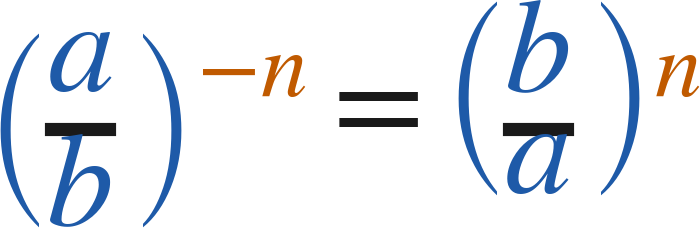 (a/b)^−n = (b/a)^n